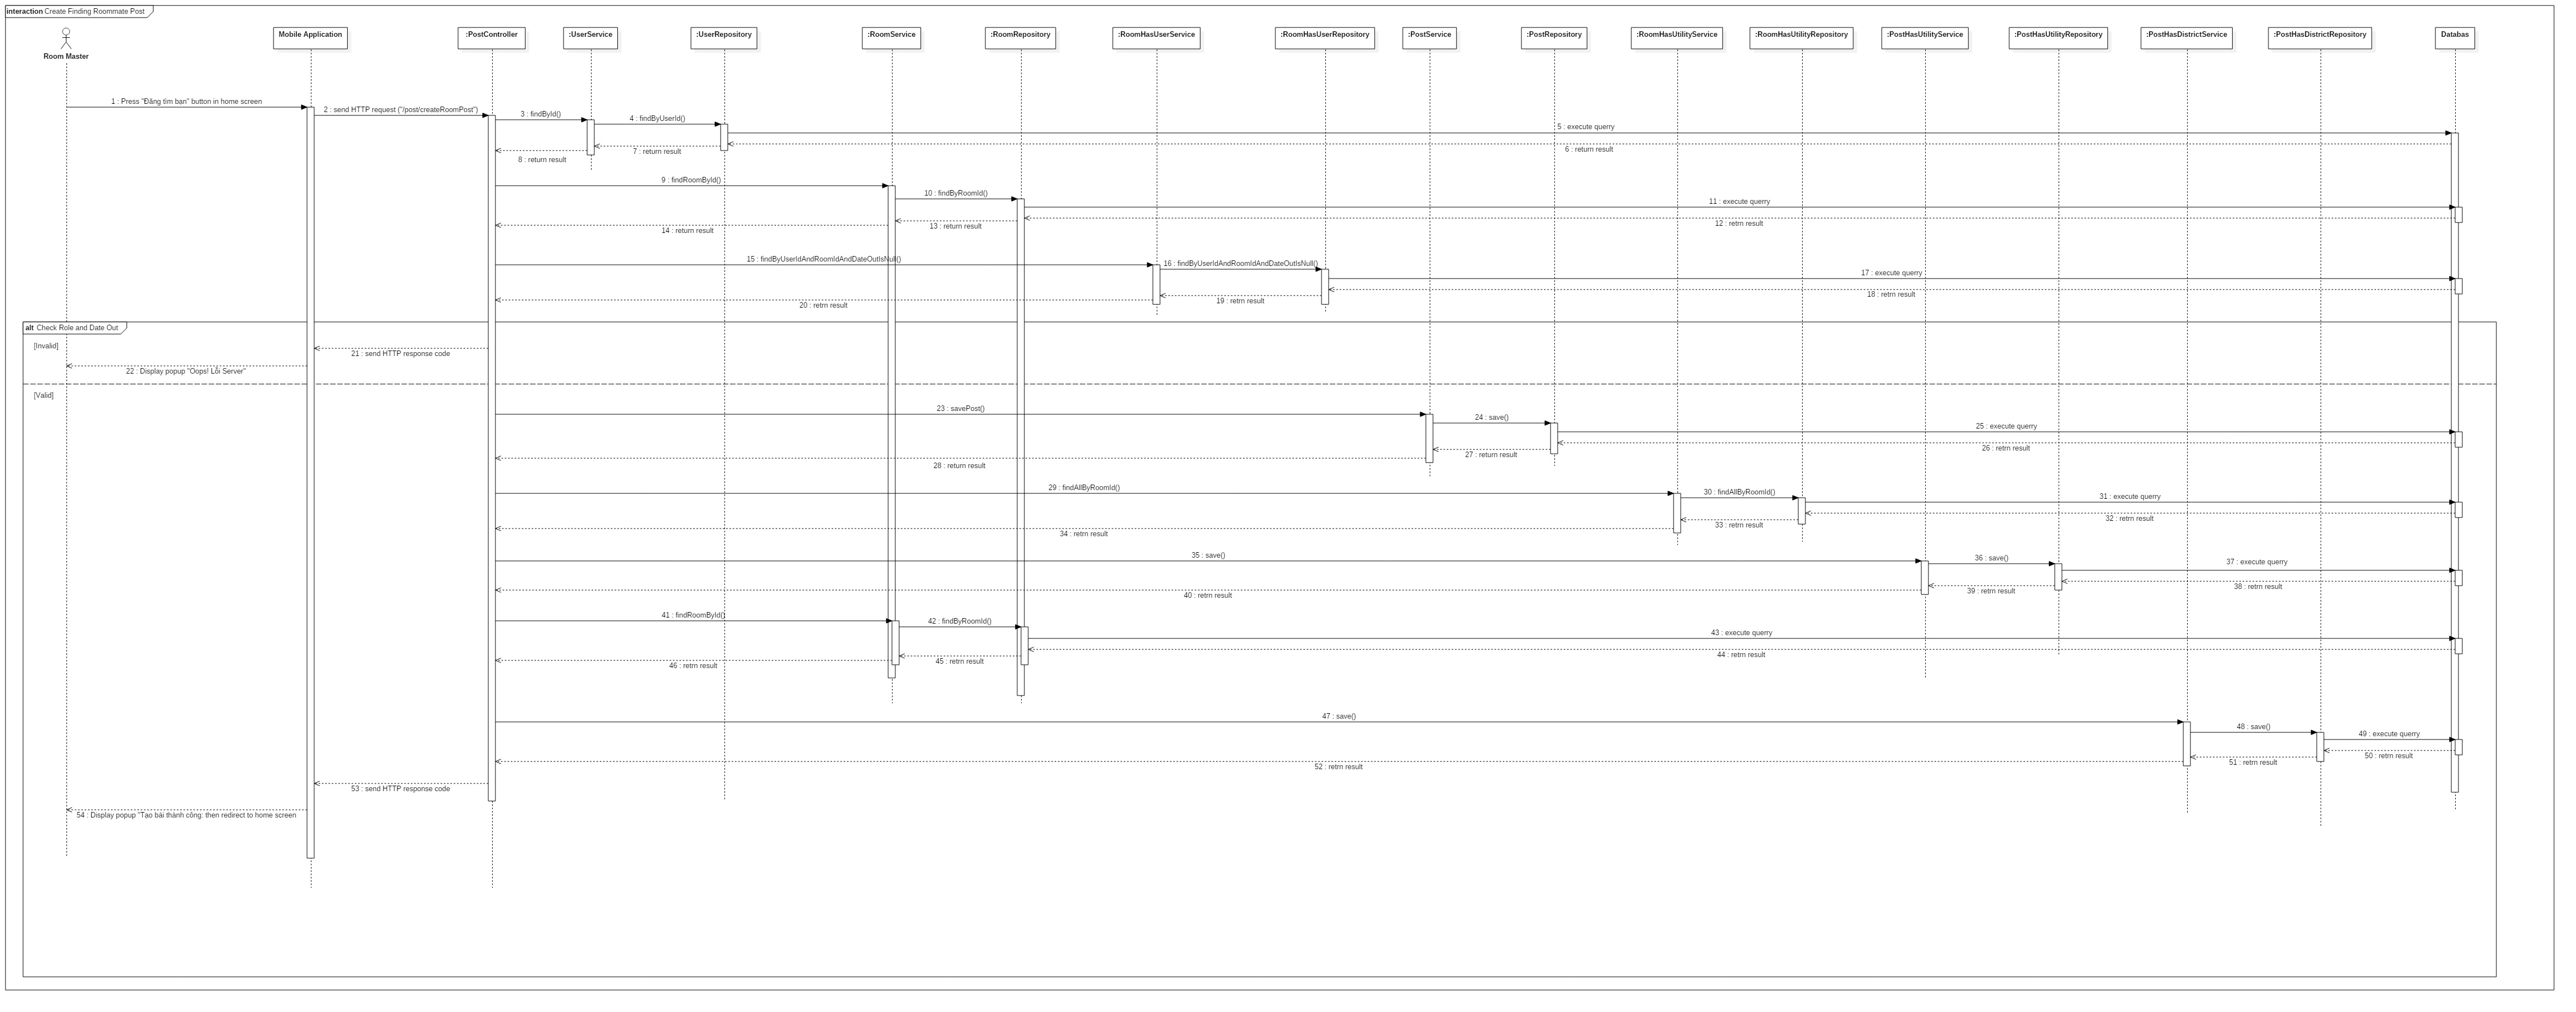 interaction Create Finding Roommate Post
Room Master
Mobile Application
:PostController
:UserService
:UserRepository
:RoomService
:RoomRepository
:RoomHasUserService
:RoomHasUserRepository
:PostService
:PostRepository
:RoomHasUtilityService
:RoomHasUtilityRepository
:PostHasUtilityService
:PostHasUtilityRepository
:PostHasDistrictService
:PostHasDistrictRepository
Databas
1 : Press "Đăng tìm bạn" button in home screen
2 : send HTTP request ("/post/createRoomPost")
3 : findById()
4 : findByUserId()
5 : execute querry
6 : return result
7 : return result
8 : return result
9 : findRoomById()
10 : findByRoomId()
11 : execute querry
12 : retrn result
13 : return result
14 : return result
15 : findByUserIdAndRoomIdAndDateOutIsNull()
16 : findByUserIdAndRoomIdAndDateOutIsNull()
17 : execute querry
18 : retrn result
19 : retrn result
20 : retrn result
alt Check Role and Date Out
[Invalid]
21 : send HTTP response code
22 : Display popup "Oops! Lỗi Server"
[Valid]
23 : savePost()
24 : save()
25 : execute querry
26 : retrn result
27 : return result
28 : return result
29 : findAllByRoomId()
30 : findAllByRoomId()
31 : execute querry
32 : retrn result
33 : retrn result
34 : retrn result
35 : save()
36 : save()
37 : execute querry
38 : retrn result
39 : retrn result
40 : retrn result
41 : findRoomById()
42 : findByRoomId()
43 : execute querry
44 : retrn result
45 : retrn result
46 : retrn result
47 : save()
48 : save()
49 : execute querry
50 : retrn result
51 : retrn result
52 : retrn result
53 : send HTTP response code
54 : Display popup "Tạo bài thành công: then redirect to home screen